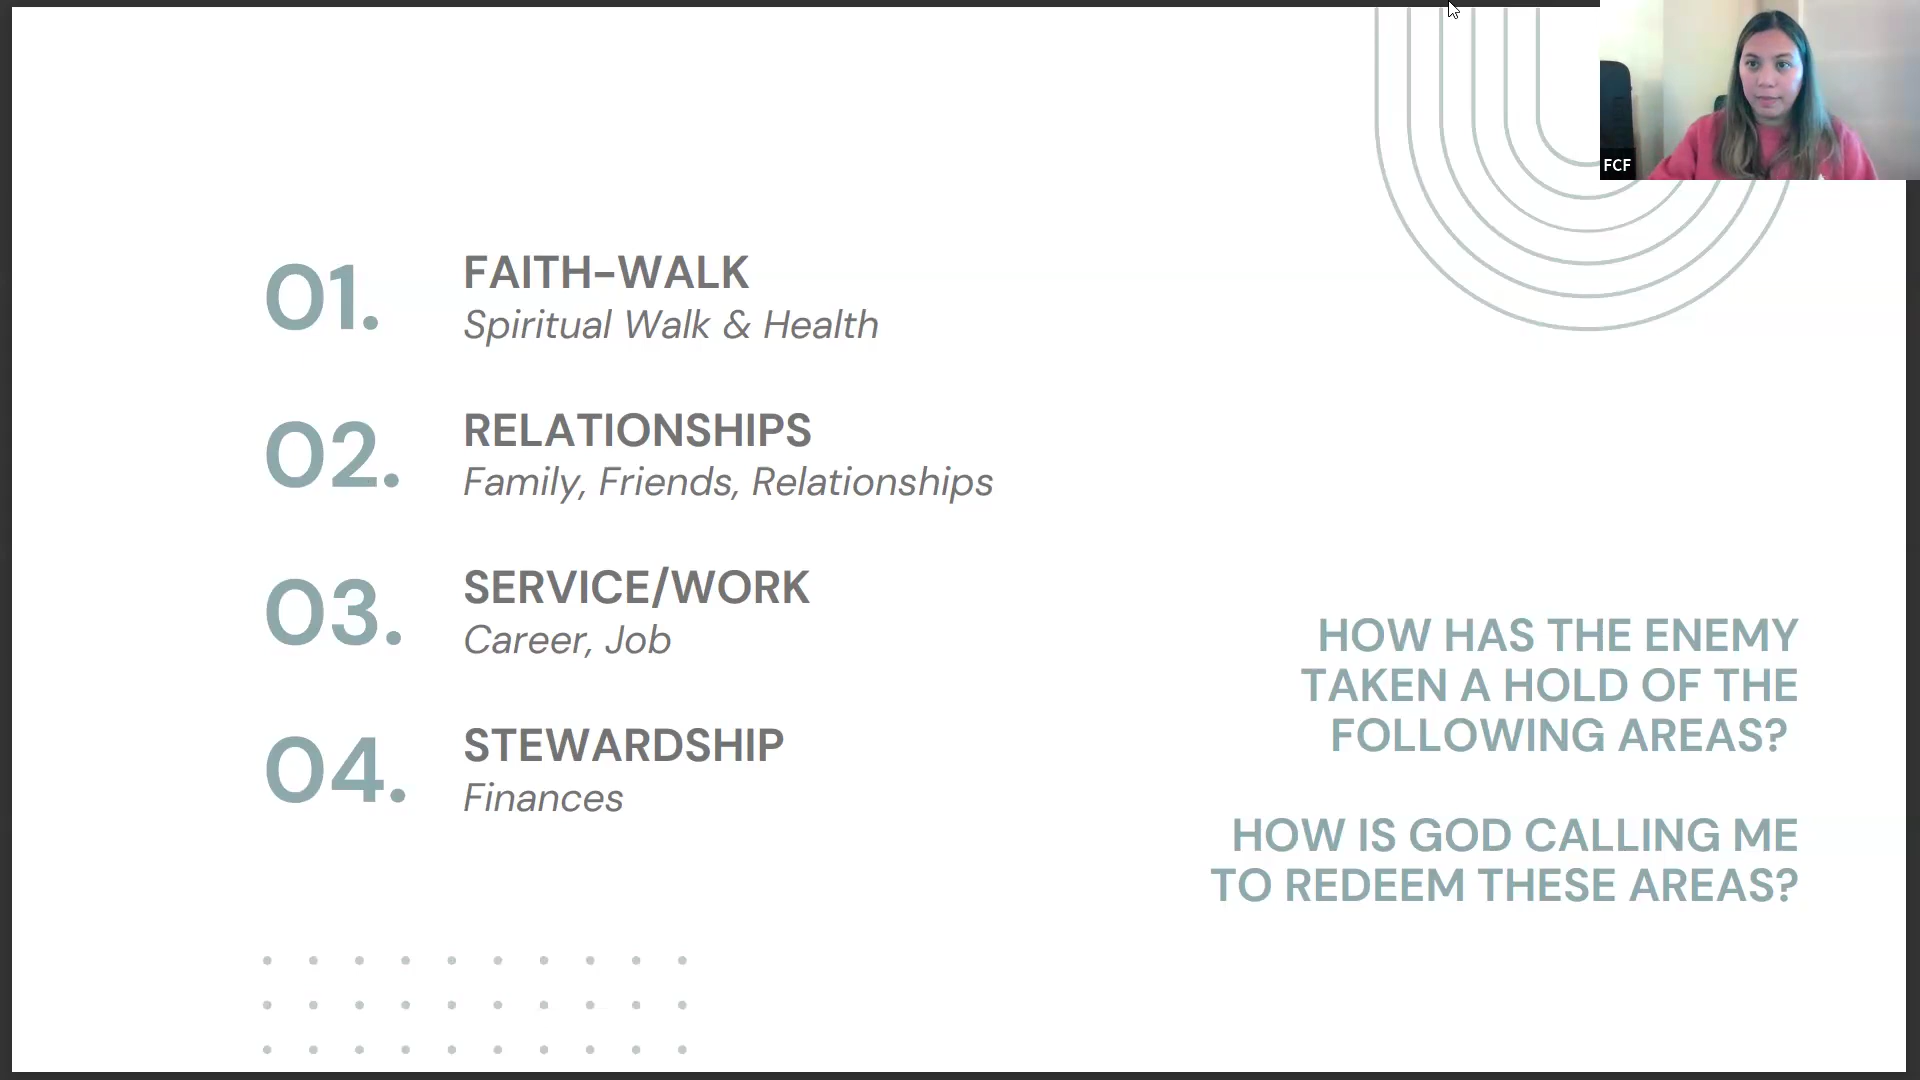 FCF
01.
FAITH-WALK
Spiritual Walk & Health
02.
RELATIONSHIPS
Family, Friends, Relationships
03.
SERVICE/WORK
Career, Job
04.
STEWARDSHIP
Finances
HOW HAS THE ENEMY
TAKEN A HOLD OF THE
FOLLOWING AREAS?
HOW IS GOD CALLING ME
TO REDEEM THESE AREAS?